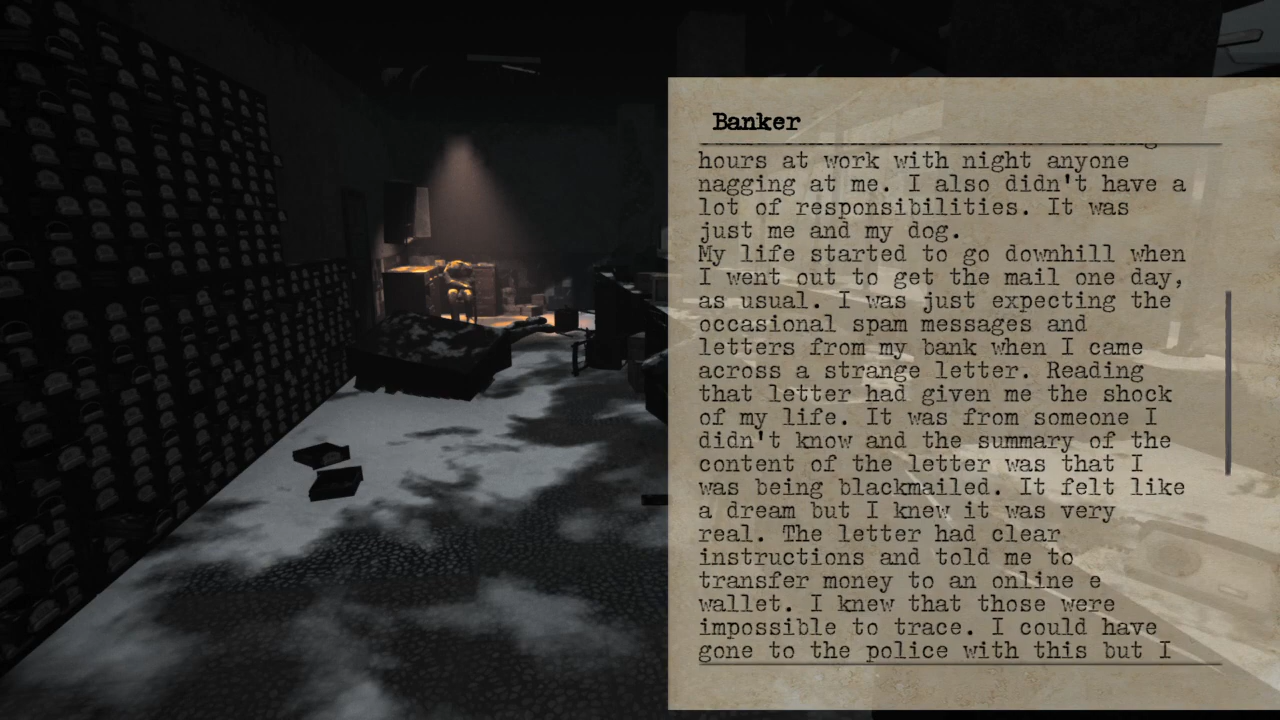 Banker
hours at work with night anyone
nagging at me. I also didn't have a
lot of responsibilities. It was
just me and my dog.
My life started to go downhill when
I went out to get the mail one day,
as usual. I was just expecting the
occasional spam messages and
letters from my bank when I came
across a strange letter. Reading
that letter had given me the shock
of my life. It was from someone I
didn't know and the summary of the
content of the letter was that I
was being blackmailed. It felt like
a dream but I knew it was very
real. The letter had clear
instructions and told me to
transfer money to an online e
wallet. I knew that those were
impossible to trace. I could have
gone to the police with this but I